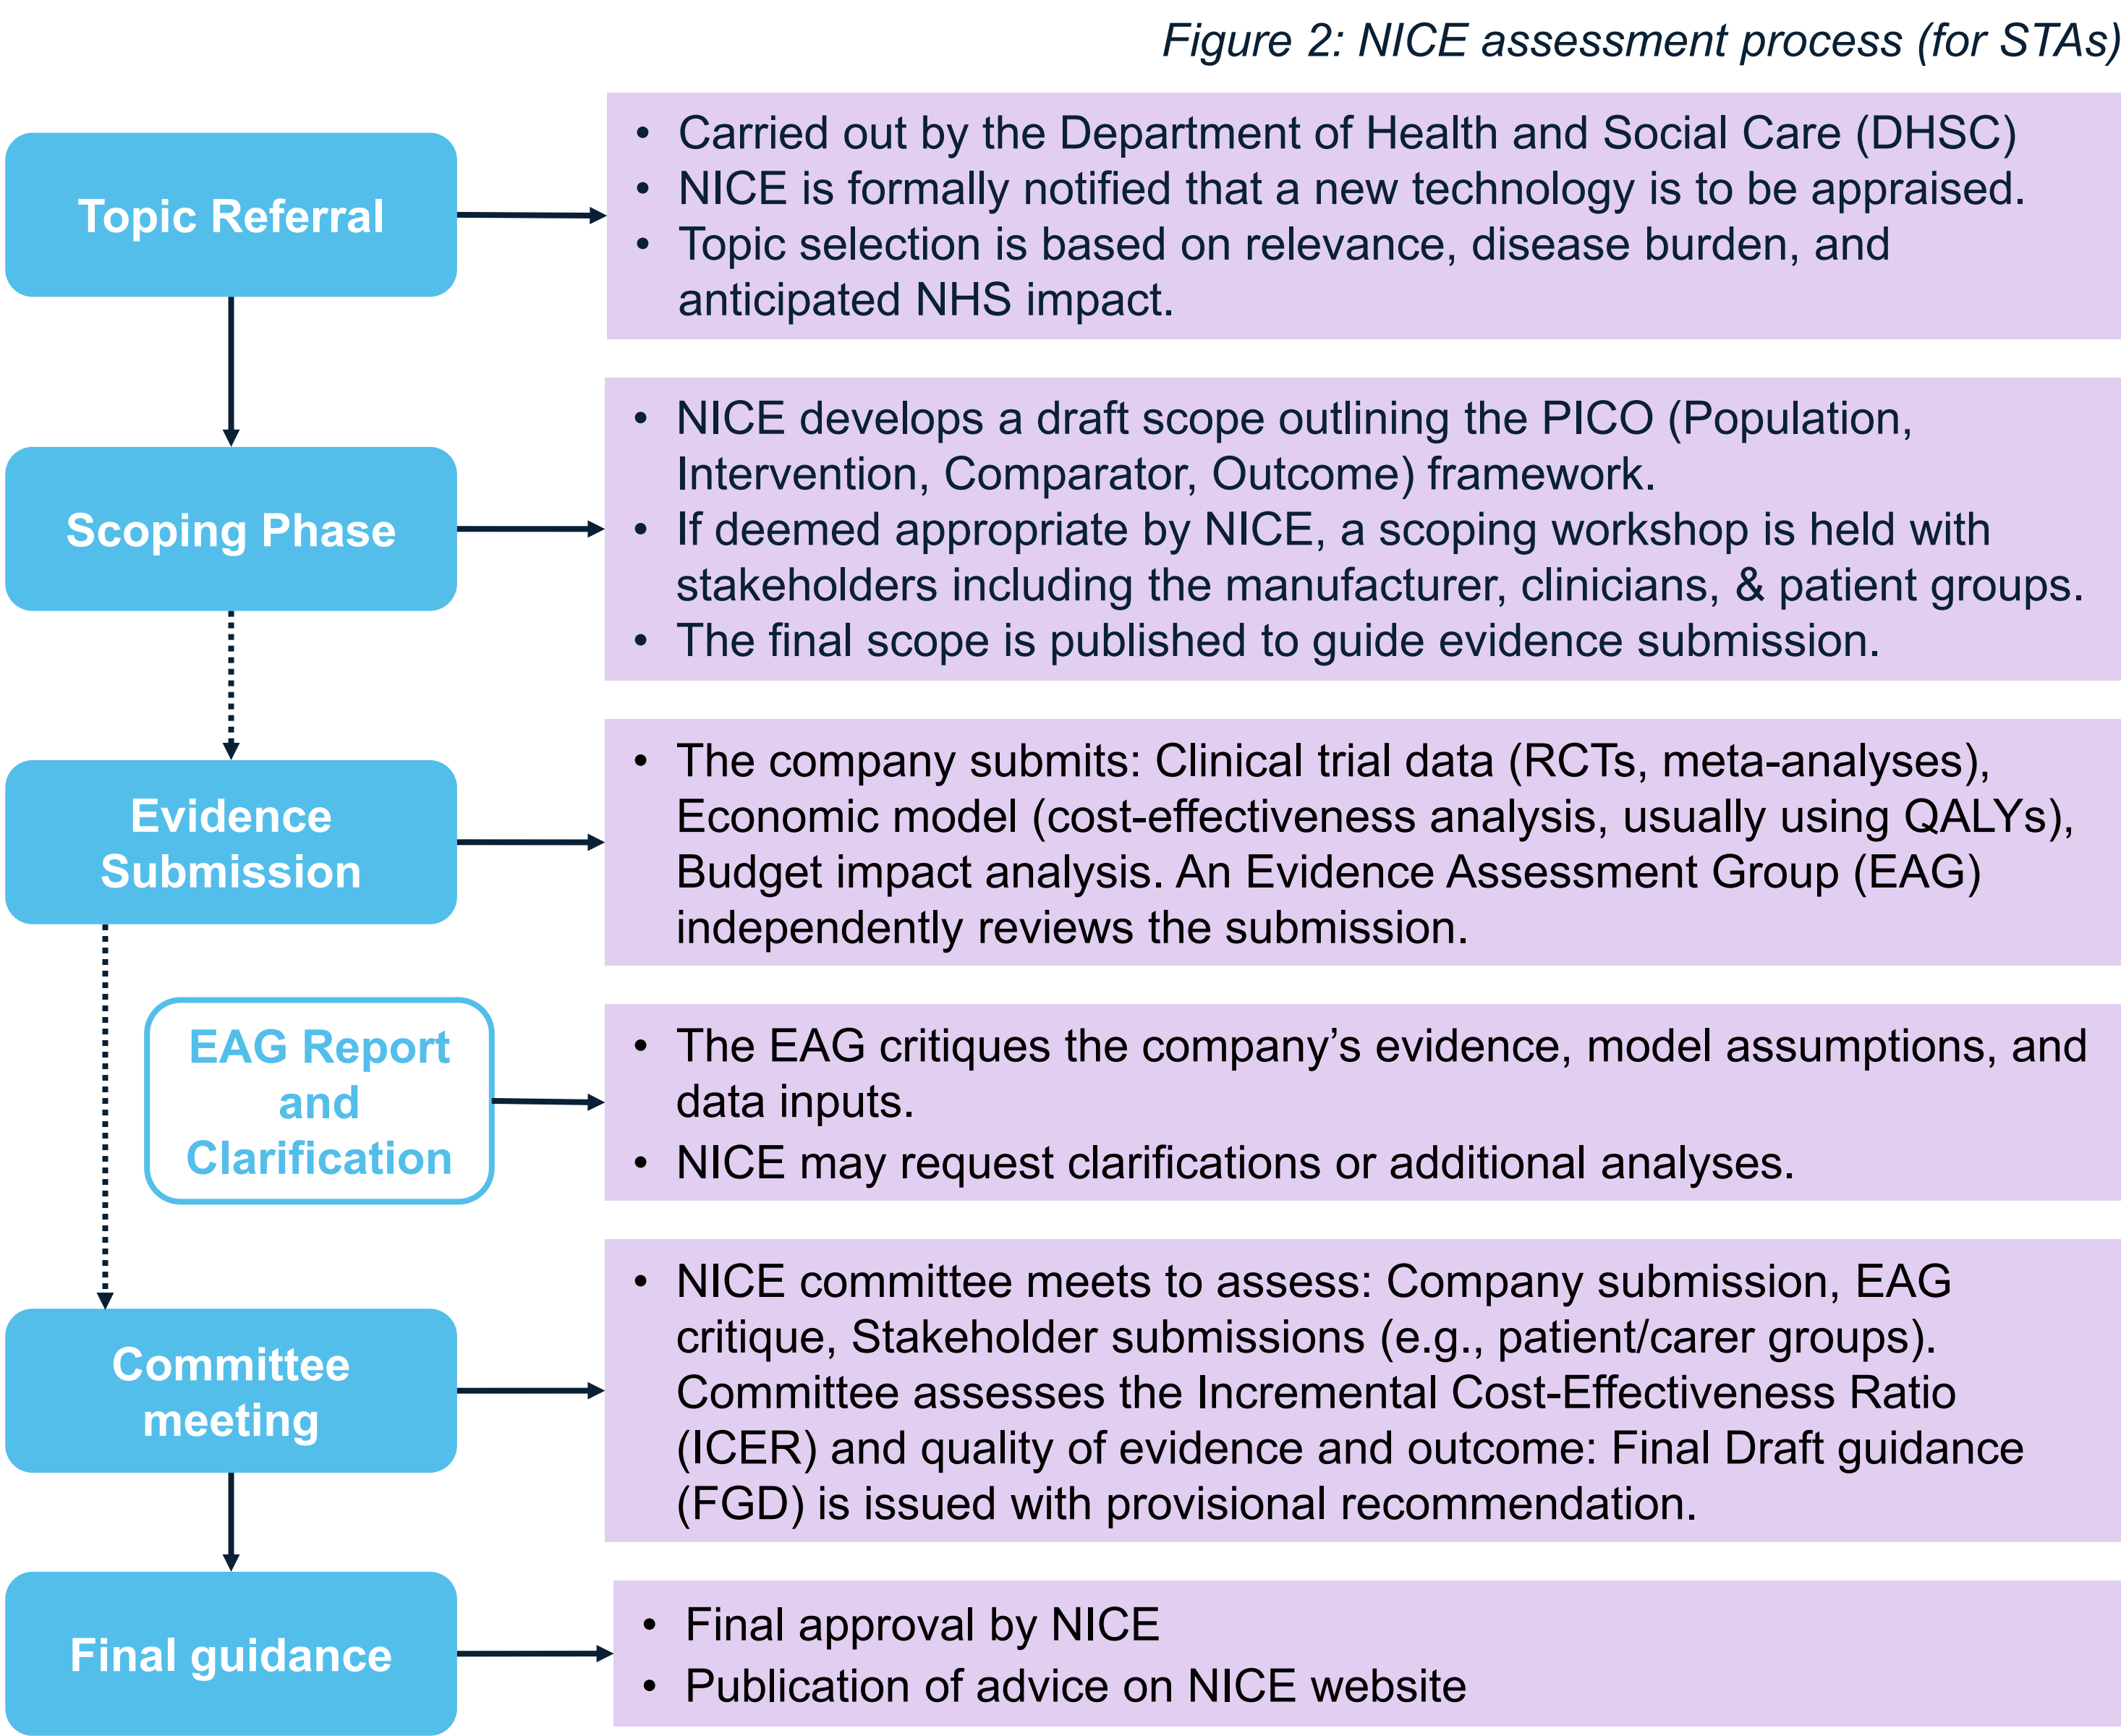 Figure 2: NICE assessment process (for STAs)
Topic Referral
• Carried out by the Department of Health and Social Care (DHSC)
• NICE is formally notified that a new technology is to be appraised.
• Topic selection is based on relevance, disease burden, and
anticipated NHS impact.
Scoping Phase
• NICE develops a draft scope outlining the PICO (Population,
Intervention, Comparator, Outcome) framework.
• If deemed appropriate by NICE, a scoping workshop is held with
stakeholders including the manufacturer, clinicians, & patient groups.
• The final scope is published to guide evidence submission.
Evidence
Submission
• The company submits: Clinical trial data (RCTs, meta-analyses),
Economic model (cost-effectiveness analysis, usually using QALYs),
Budget impact analysis. An Evidence Assessment Group (EAG)
independently reviews the submission.
EAG Report
and
Clarification
• The EAG critiques the company’s evidence, model assumptions, and
data inputs.
• NICE may request clarifications or additional analyses.
Committee
meeting
• NICE committee meets to assess: Company submission, EAG
critique, Stakeholder submissions (e.g., patient/carer groups).
Committee assesses the Incremental Cost-Effectiveness Ratio
(ICER) and quality of evidence and outcome: Final Draft guidance
(FGD) is issued with provisional recommendation.
Final guidance
• Final approval by NICE
• Publication of advice on NICE website